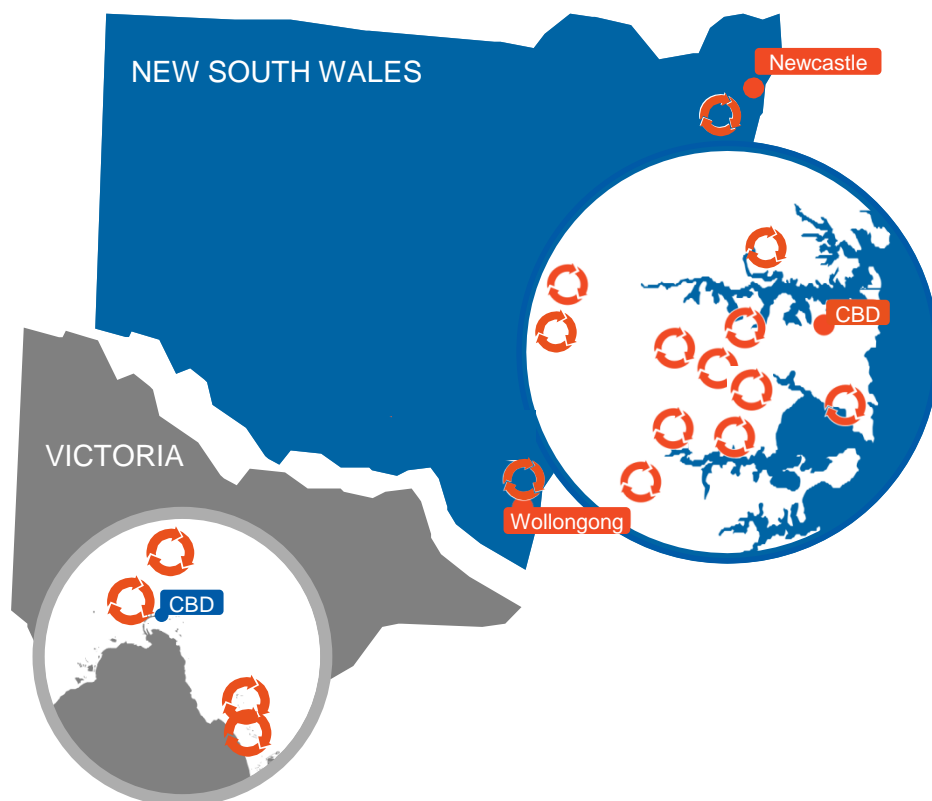 NEW SOUTH WALES
Newcastle
CBD
VICTORIA
Wollongong
CBD